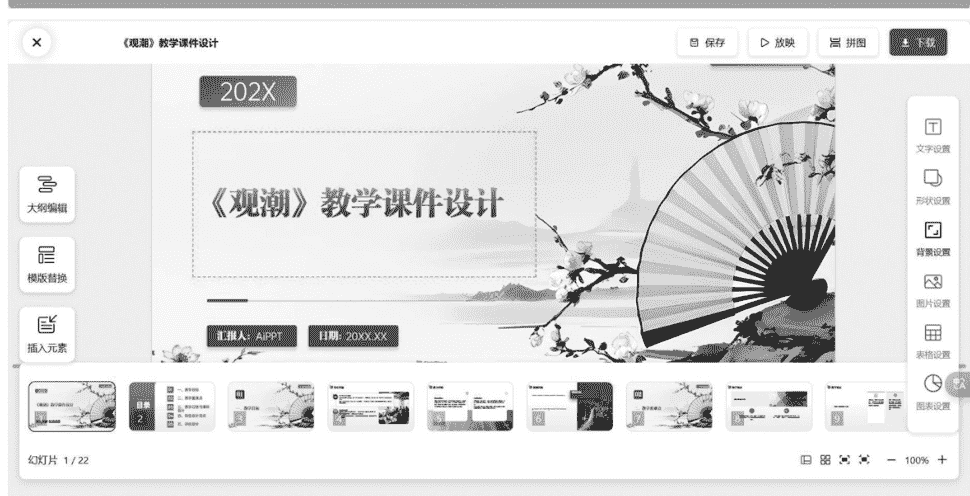 《观潮》教学课件设计
保存
放映
拼图
下载
202X
《观潮》教学课件设计
汇报人：AiPPT
日期：20XX.XX
大纲编辑
模版替换
插入元素
文字设置
形状设置
背景设置
图片设置
表格设置
图表设置
目录
2
幻灯片 1 / 22
100%